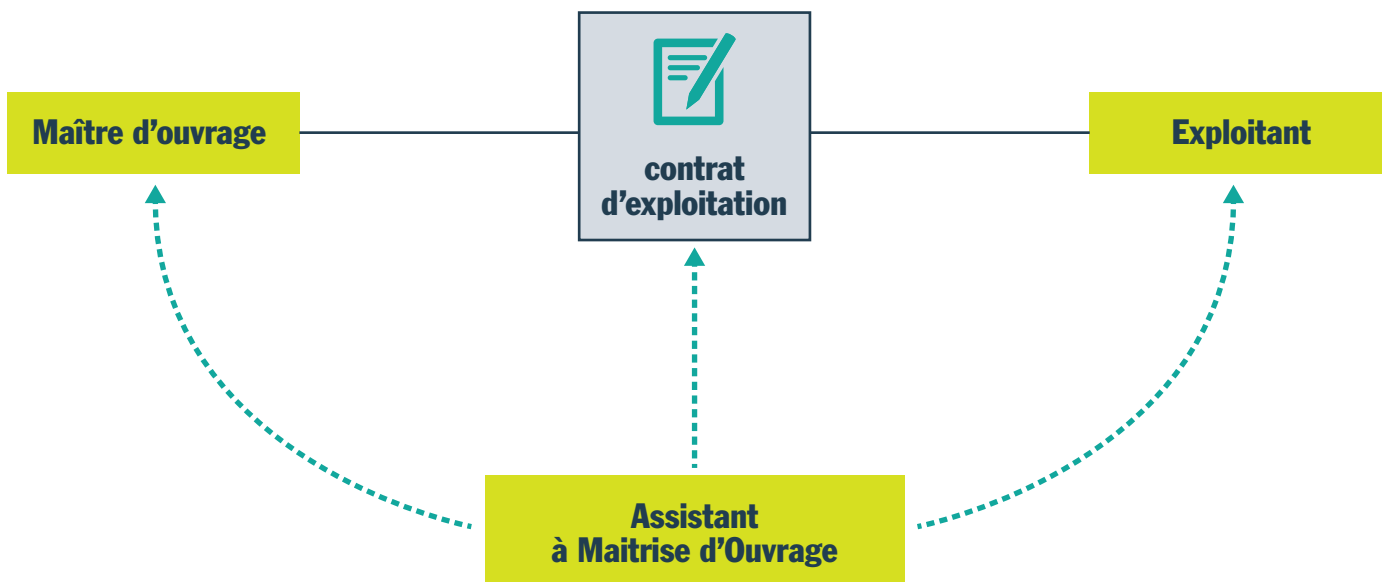 Maître d'ouvrage
contrat
d'exploitation
Exploitant
Assistant
à Maitrise d'Ouvrage